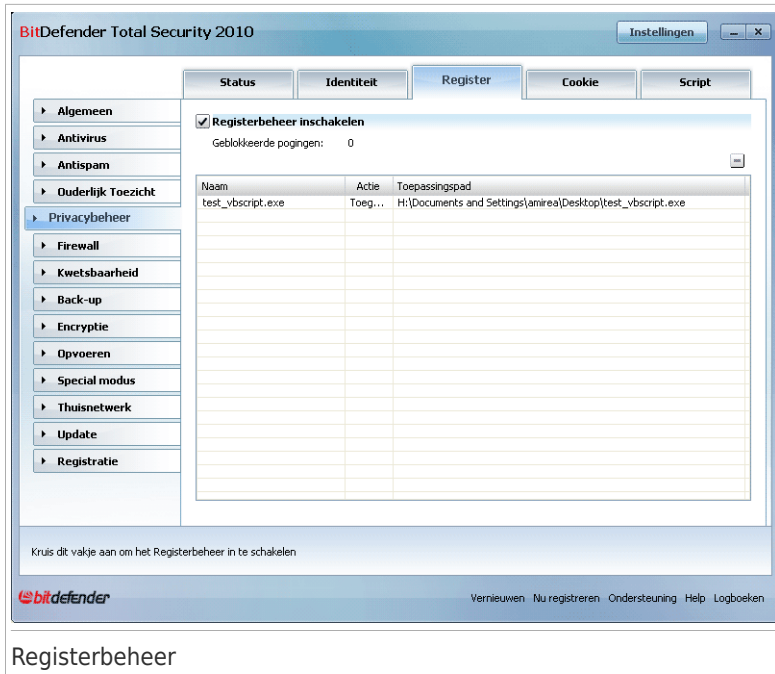 BitDefender Total Security 2010
Instellingen
Status Identiteit Register Cookie Script
Algemeen
Antivirus
Antispam
Ouderlijk Toezicht
Privacybeheer
Firewall
Kwetsbaarheid
Back-up
Encryptie
Opvoeren
Special modus
Thuisnetwerk
Update
Registratie
Registerbeheer inschakelen
Geblokkeerde pogingen: 0
Naam Actie Toepassingspad
test_vbscript.exe Toeg... H:\Documents and Settings\amirea\Desktop\test_vbscript.exe
Kruis dit vakje aan om het Registerbeheer in te schakelen
bitdefender
Vernieuwen Nu registreren Ondersteuning Help Logboeken
Registerbeheer